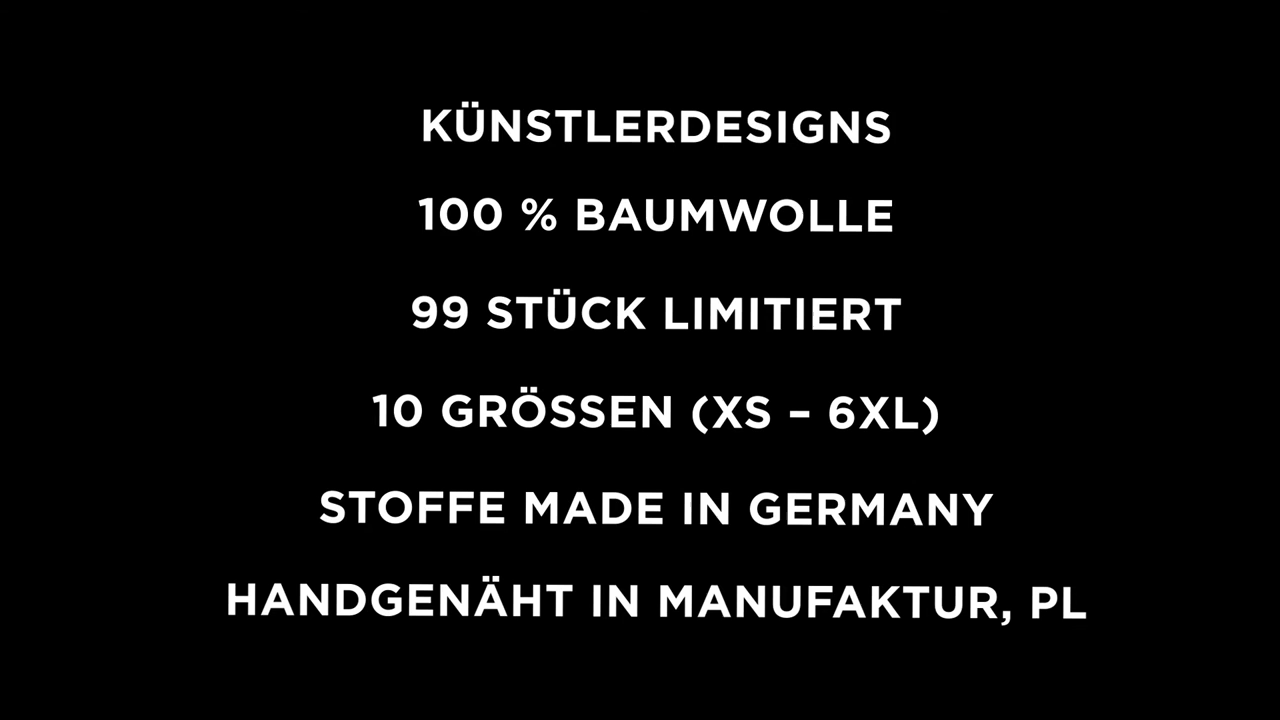 KÜNSTLERDESIGNS
100 % BAUMWOLLE
99 STÜCK LIMITIERT
10 GRÖSSEN (XS – 6XL)
STOFFE MADE IN GERMANY
HANDGENÄHT IN MANUFAKTUR, PL